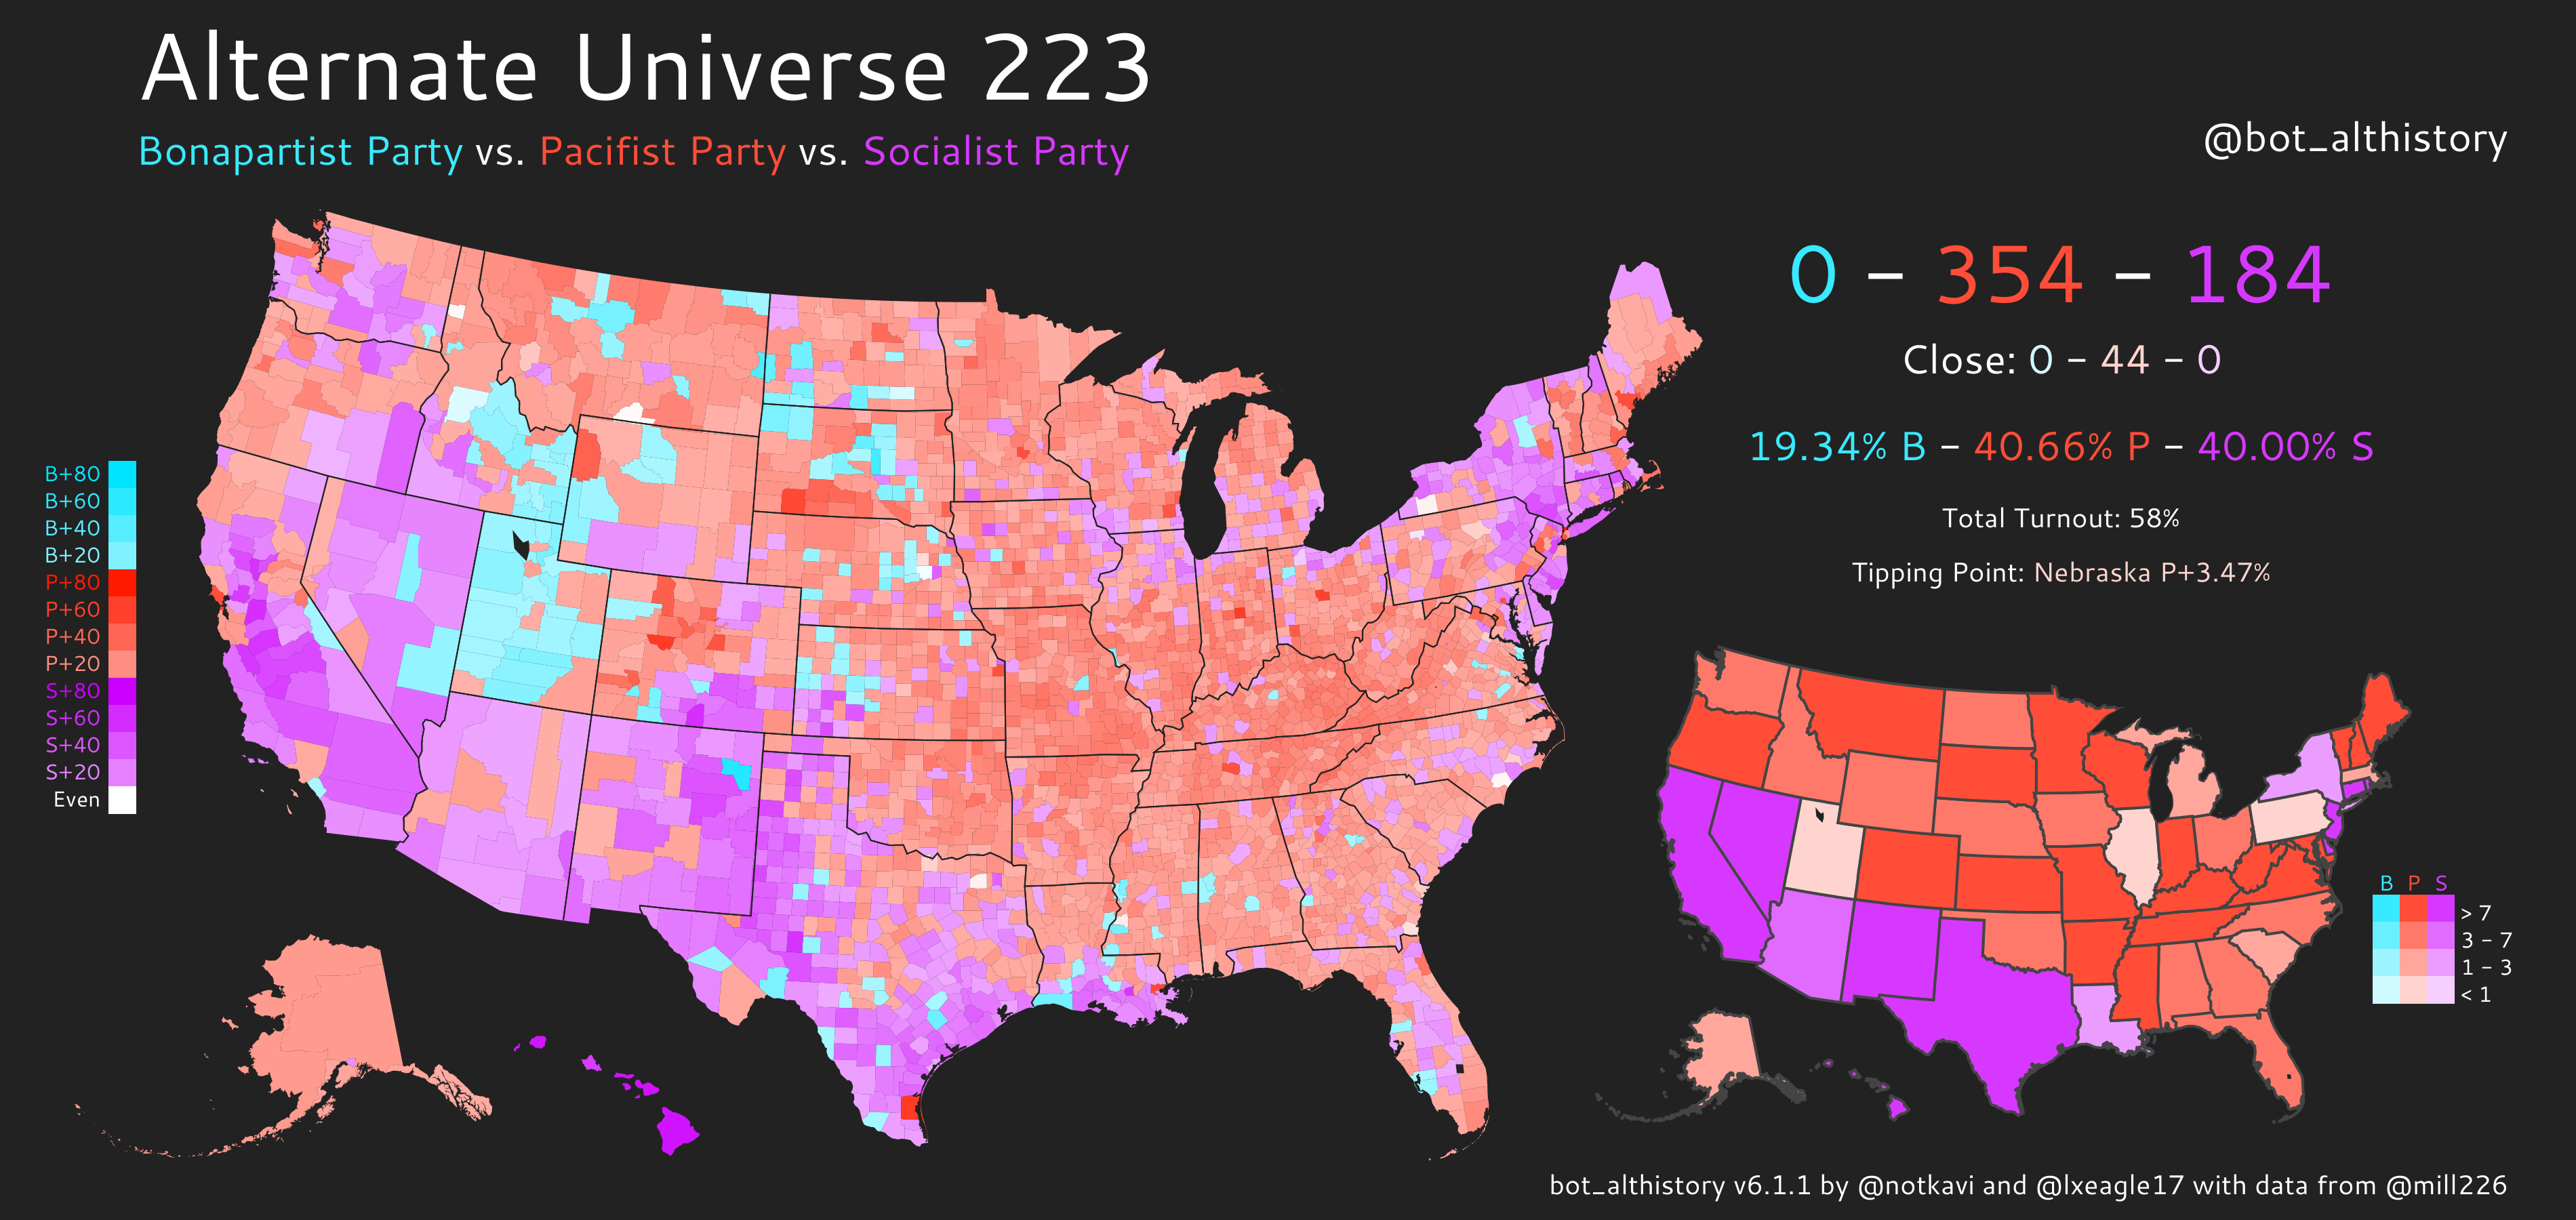 Alternate Universe 223
Bonapartist Party vs. Pacifist Party vs. Socialist Party
@bot_althistory
0 – 354 – 184
Close: 0 – 44 – 0
19.34% B – 40.66% P – 40.00% S
Total Turnout: 58%
Tipping Point: Nebraska P+3.47%
B+80
B+60
B+40
B+20
P+80
P+60
P+40
P+20
S+80
S+60
S+40
S+20
Even
B P S
> 7
3 – 7
1 – 3
< 1
bot_althistory v6.1.1 by @notkavi and @lxeagle17 with data from @mill226